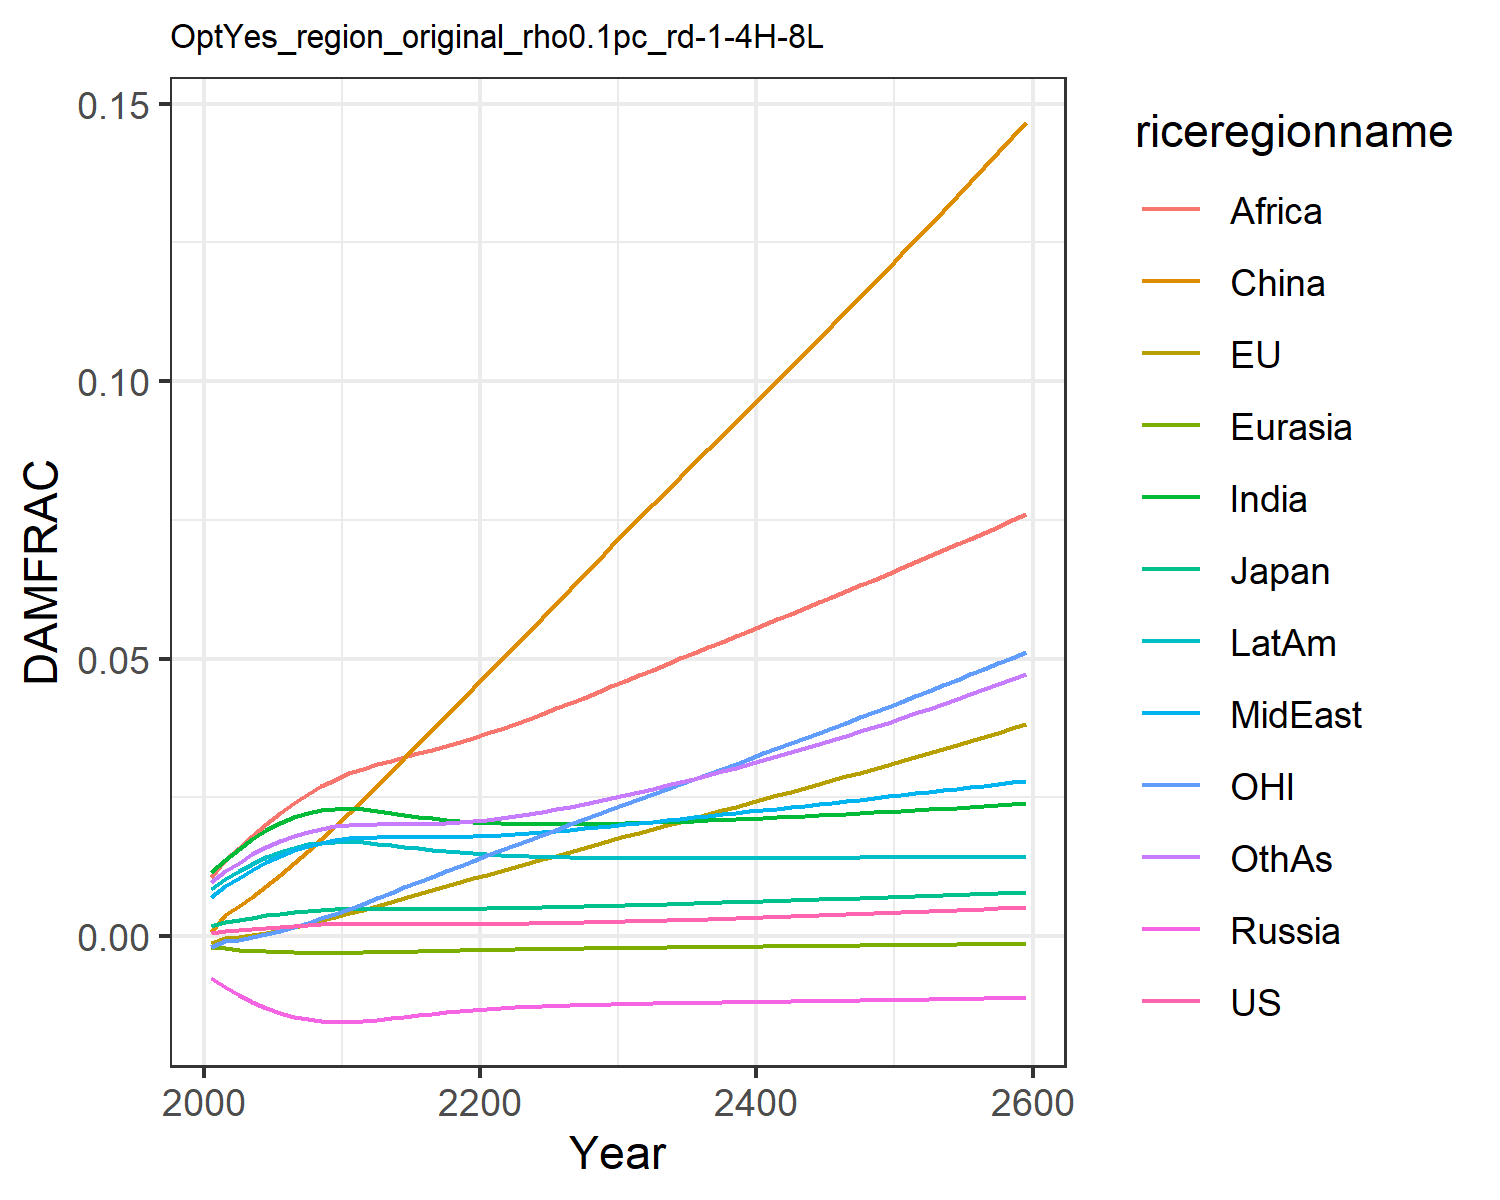 OptYes_region_original_rho0.1pc_rd-1-4H-8L
0.15
0.10
0.05
0.00
DAMFRAC
2000
2200
2400
2600
Year
riceregionname
Africa
China
EU
Eurasia
India
Japan
LatAm
MidEast
OHI
OthAs
Russia
US